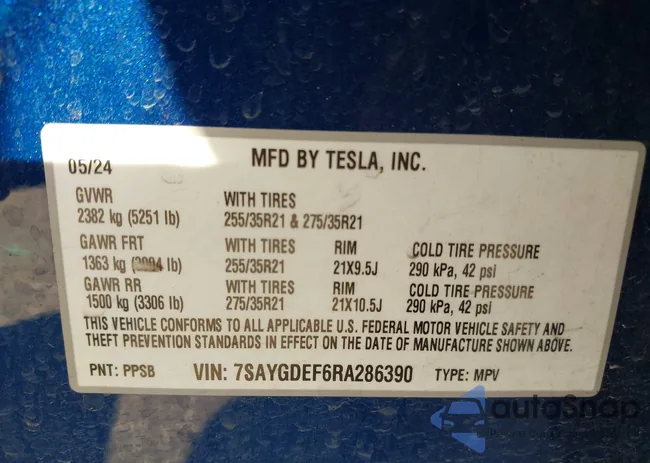 05/24 MFD BY TESLA, INC.
GVWR WITH TIRES
2382 kg (5251 lb) 255/35R21 & 275/35R21
GAWR FRT WITH TIRES RIM COLD TIRE PRESSURE
1363 kg ( lb) 255/35R21 21X9.5J 290 kPa, 42 psi
GAWR RR WITH TIRES RIM COLD TIRE PRESSURE
1500 kg (3306 lb) 275/35R21 21X10.5J 290 kPa, 42 psi
THIS VEHICLE CONFORMS TO ALL APPLICABLE U.S. FEDERAL MOTOR VEHICLE SAFETY AND
THEFT PREVENTION STANDARDS IN EFFECT ON THE DATE OF MANUFACTURE SHOWN ABOVE.
PNT: PPSB VIN: 7SAYGDEF6RA286390 TYPE: MPV
autoSnap